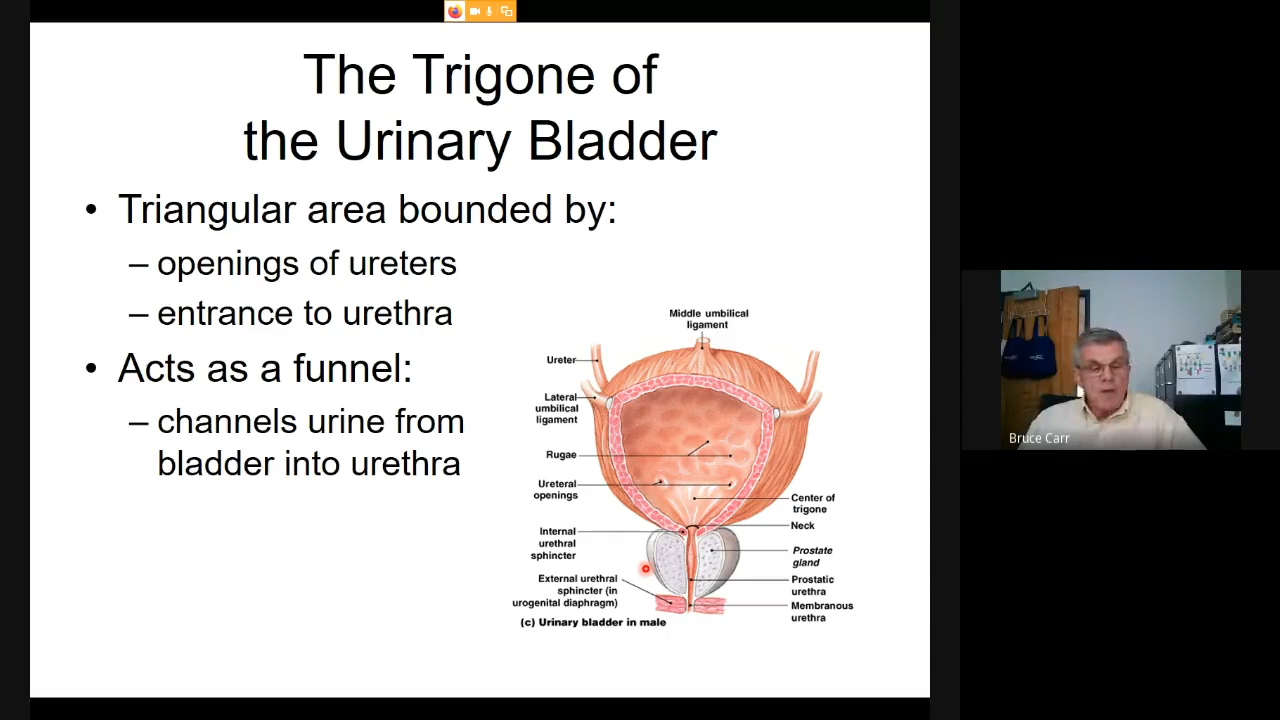 The Trigone of
the Urinary Bladder
• Triangular area bounded by:
– openings of ureters
– entrance to urethra
• Acts as a funnel:
– channels urine from
bladder into urethra
Middle umbilical
ligament
Ureter
Lateral
umbilical
ligament
Rugae
Ureteral
openings
Center of
trigone
Neck
Internal
urethral
sphincter
Prostate
gland
External urethral
sphincter (in
urogenital diaphragm)
Prostatic
urethra
Membranous
urethra
(c) Urinary bladder in male
Bruce Carr